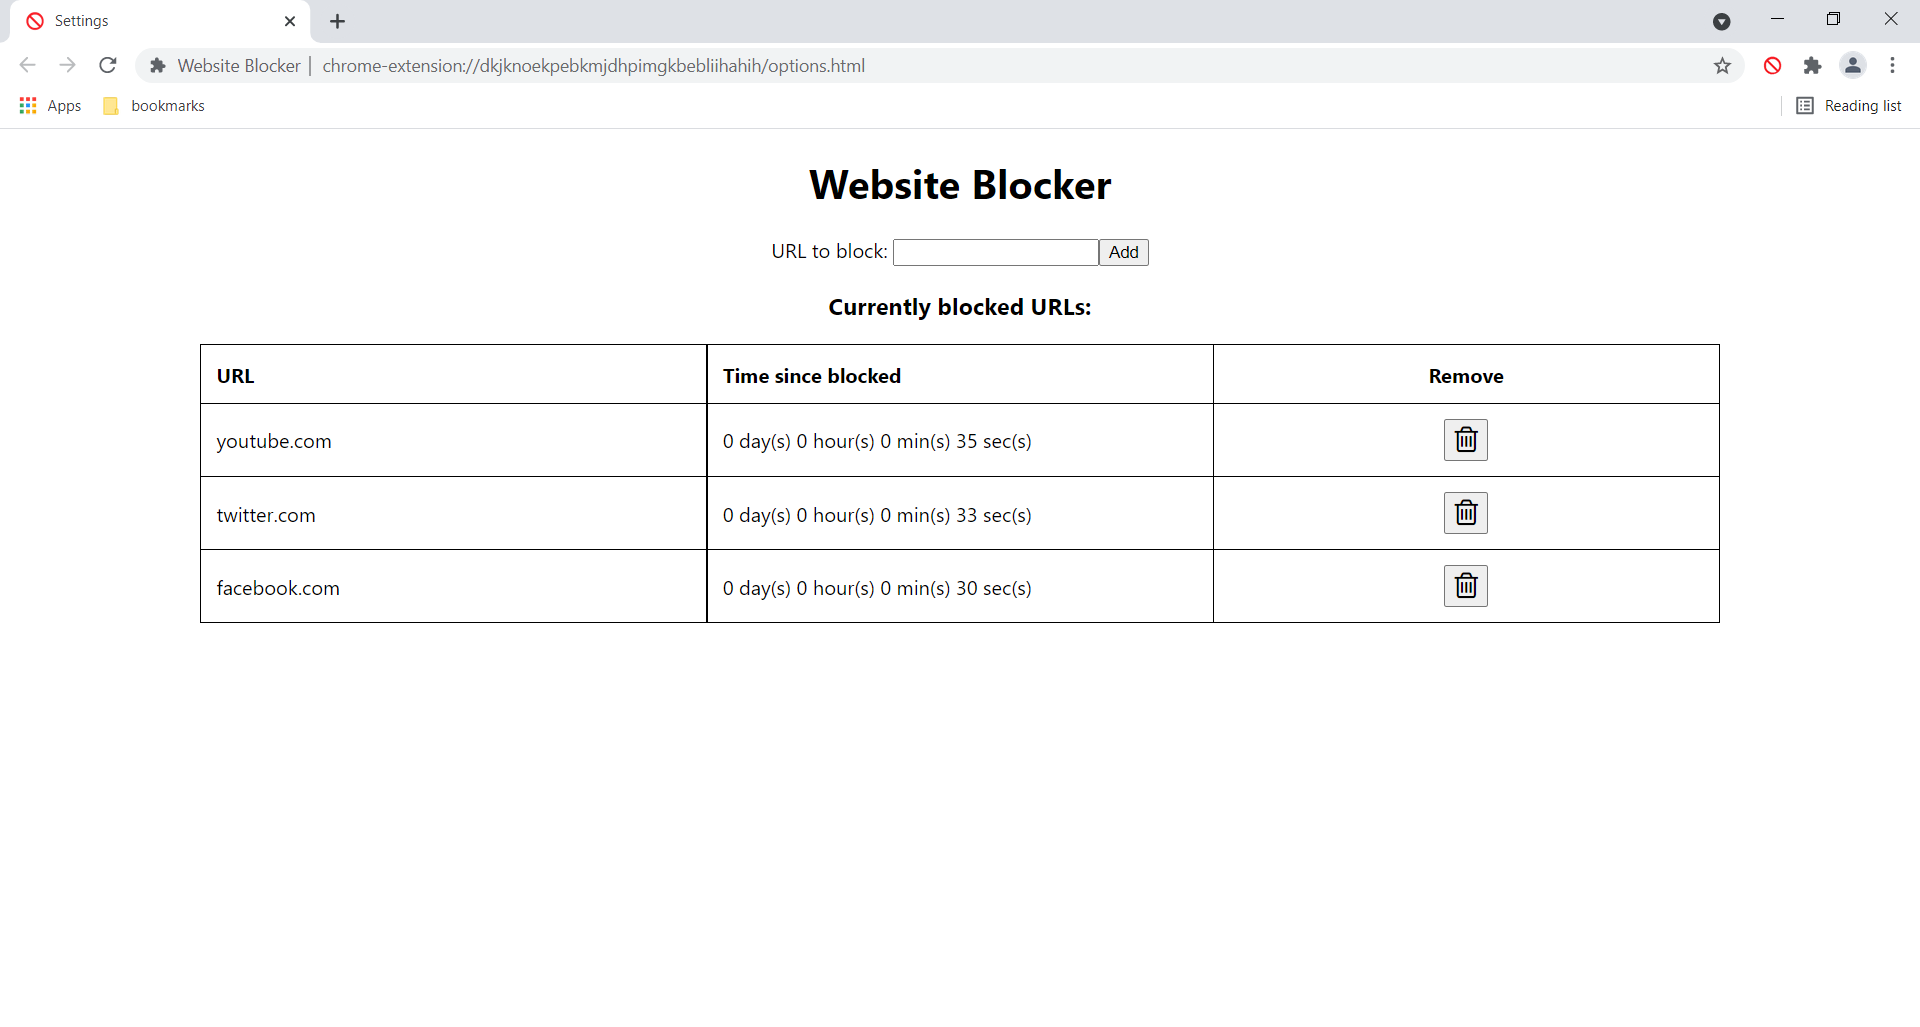 Settings
Website Blocker | chrome-extension://dkjknoekpebkmjdhpimgkbebliihahih/options.html
Apps bookmarks Reading list
Website Blocker
URL to block: Add
Currently blocked URLs:
URL Time since blocked Remove
youtube.com 0 day(s) 0 hour(s) 0 min(s) 35 sec(s)
twitter.com 0 day(s) 0 hour(s) 0 min(s) 33 sec(s)
facebook.com 0 day(s) 0 hour(s) 0 min(s) 30 sec(s)